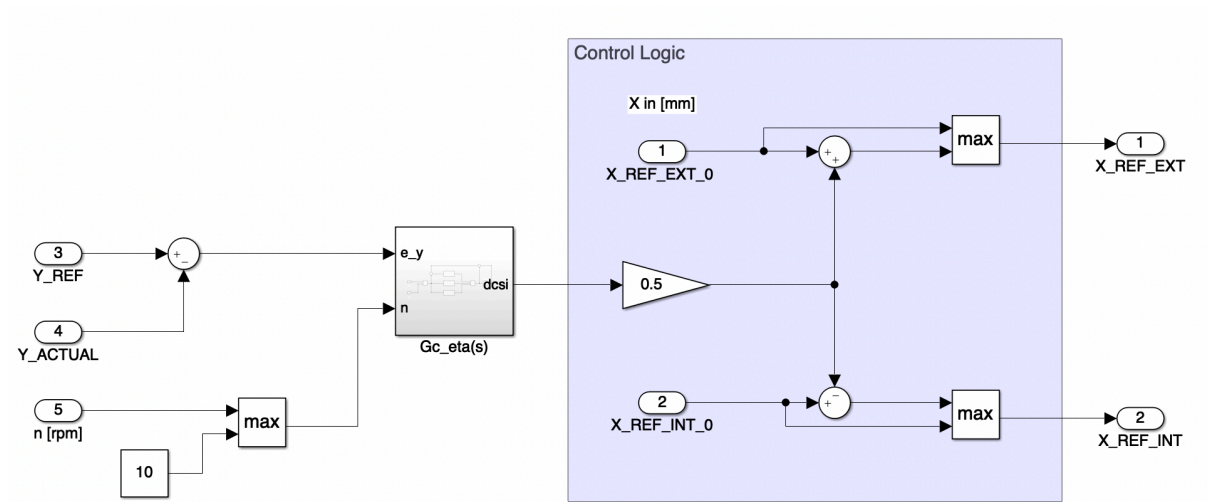 Control Logic
X in [mm]
1
X_REF_EXT_0
+
+
max
1
X_REF_EXT
3
Y_REF
+
−
e_y
dcsi
n
Gc_eta(s)
0.5
4
Y_ACTUAL
5
n [rpm]
max
10
2
X_REF_INT_0
−
+
max
2
X_REF_INT